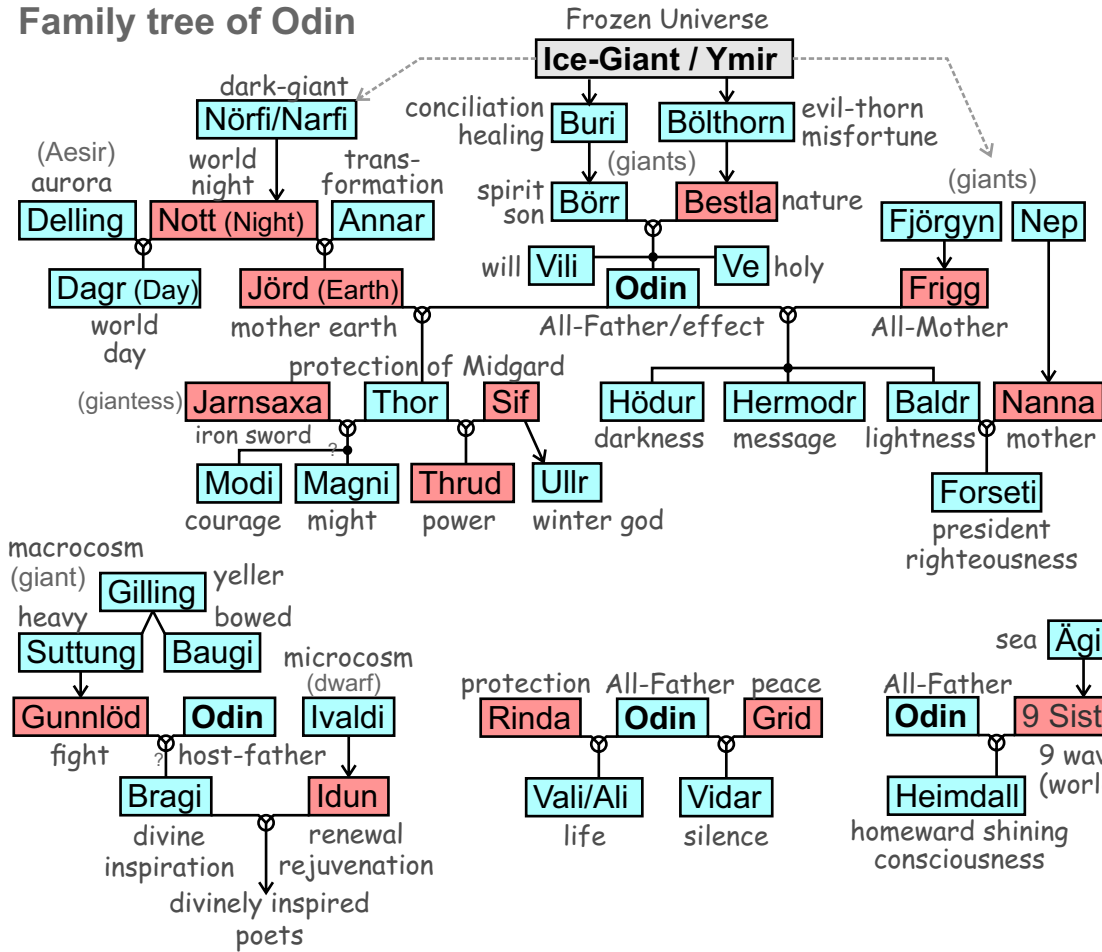 Family tree of Odin
Frozen Universe
Ice-Giant / Ymir
dark-giant
Nörfi/Narfi
conciliation
healing
Buri
Bölthorn
evil-thorn
misfortune
(Aesir)
aurora
world
night
trans-
formation
(giants)
(giants)
Delling
Nott (Night)
Annar
spirit
son
Börr
Bestla
nature
Fjörgyn
Nep
will
Vili
Ve
holy
Dagr (Day)
Jörd (Earth)
Odin
Frigg
world
day
mother earth
All-Father/effect
All-Mother
protection of Midgard
(giantess)
Jarnsaxa
Thor
Sif
Hödur
Hermodr
Baldr
Nanna
iron sword
darkness
message
lightness
mother
?
Modi
Magni
Thrud
Ullr
Forseti
courage
might
power
winter god
president
righteousness
macrocosm
(giant)
Gilling
yeller
heavy
bowed
Suttung
Baugi
microcosm
(dwarf)
sea
Ägi
protection
All-Father
peace
All-Father
Gunnlöd
Odin
Ivaldi
Rinda
Odin
Grid
Odin
9 Sist
fight
?
host-father
9 wav
(worl
Bragi
Idun
Vali/Ali
Vidar
Heimdall
divine
inspiration
renewal
rejuvenation
life
silence
homeward shining
consciousness
divinely inspired
poets